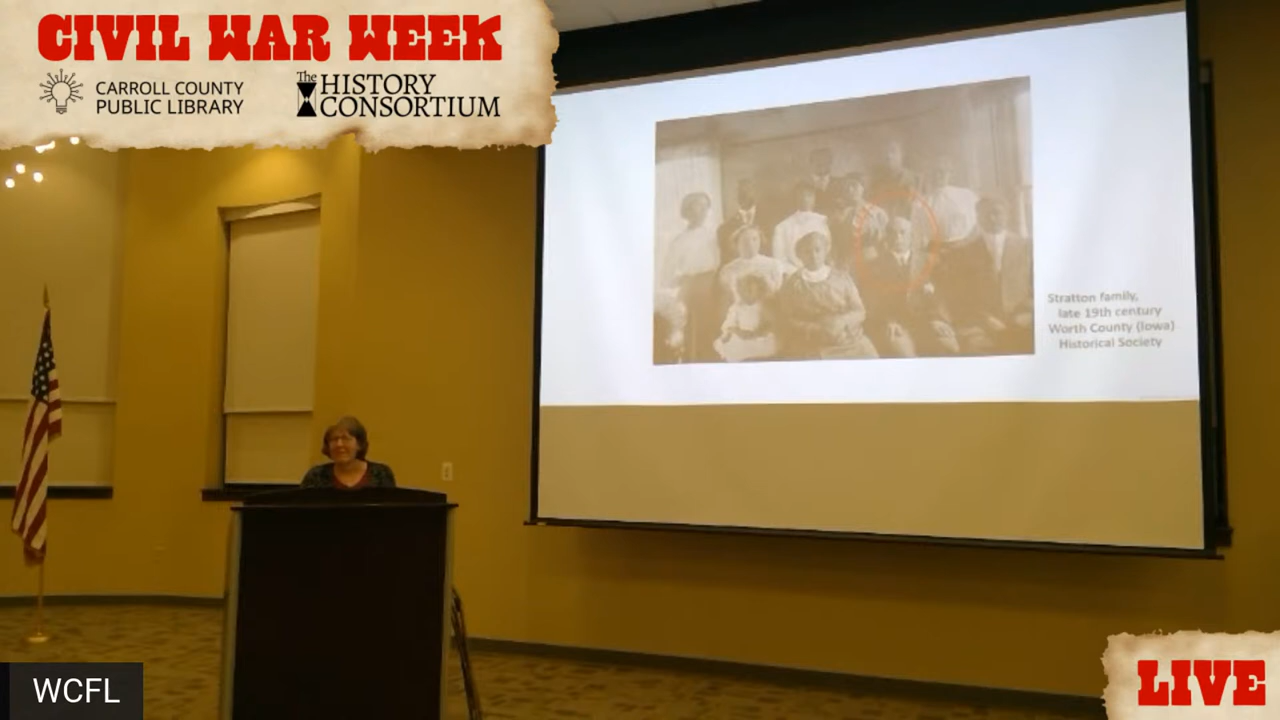 CIVIL WAR WEEK
CARROLL COUNTY
PUBLIC LIBRARY
The HISTORY
CONSORTIUM
Stratton family,
late 19th century
Worth County (Iowa)
Historical Society
WCFL
LIVE